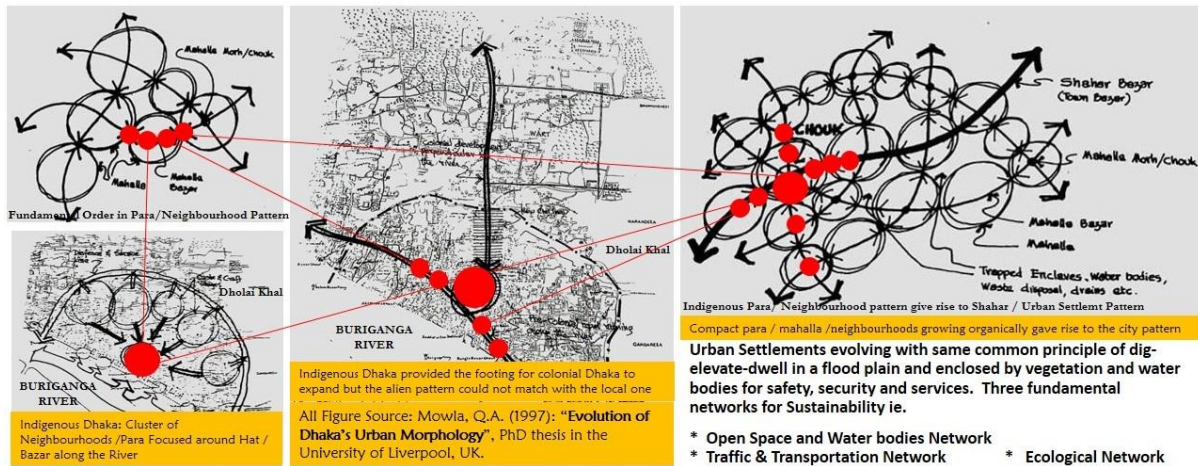 Mahalla Morh/Chouk
Mahalla
Mahalla
Bazar
Fundamental Order in Para/Neighbourhood Pattern
Dholai Khal
BURIGANGA
RIVER
Indigenous Dhaka: Cluster of
Neighbourhoods /Para Focused around Hat /
Bazar along the River
WARI
Dholai Khal
BURIGANGA
RIVER
Indigenous Dhaka provided the footing for colonial Dhaka to
expand but the alien pattern could not match with the local one
All Figure Source: Mowla, Q.A. (1997): “Evolution of
Dhaka’s Urban Morphology”, PhD thesis in the
University of Liverpool, UK.
CHOUK
Shahar Bazar
(Town Bazar)
Mahalla Morh/Chouk
Mahalla Bazar
Mahalla
Trapped Enclaves, Water bodies,
Waste disposal, drains etc.
Indigenous Para/ Neighbourhood pattern give rise to Shahar / Urban Settlemt Pattern
Compact para / mahalla /neighbourhoods growing organically gave rise to the city pattern
Urban Settlements evolving with same common principle of dig-
elevate-dwell in a flood plain and enclosed by vegetation and water
bodies for safety, security and services. Three fundamental
networks for Sustainability ie.
* Open Space and Water bodies Network
* Traffic & Transportation Network * Ecological Network